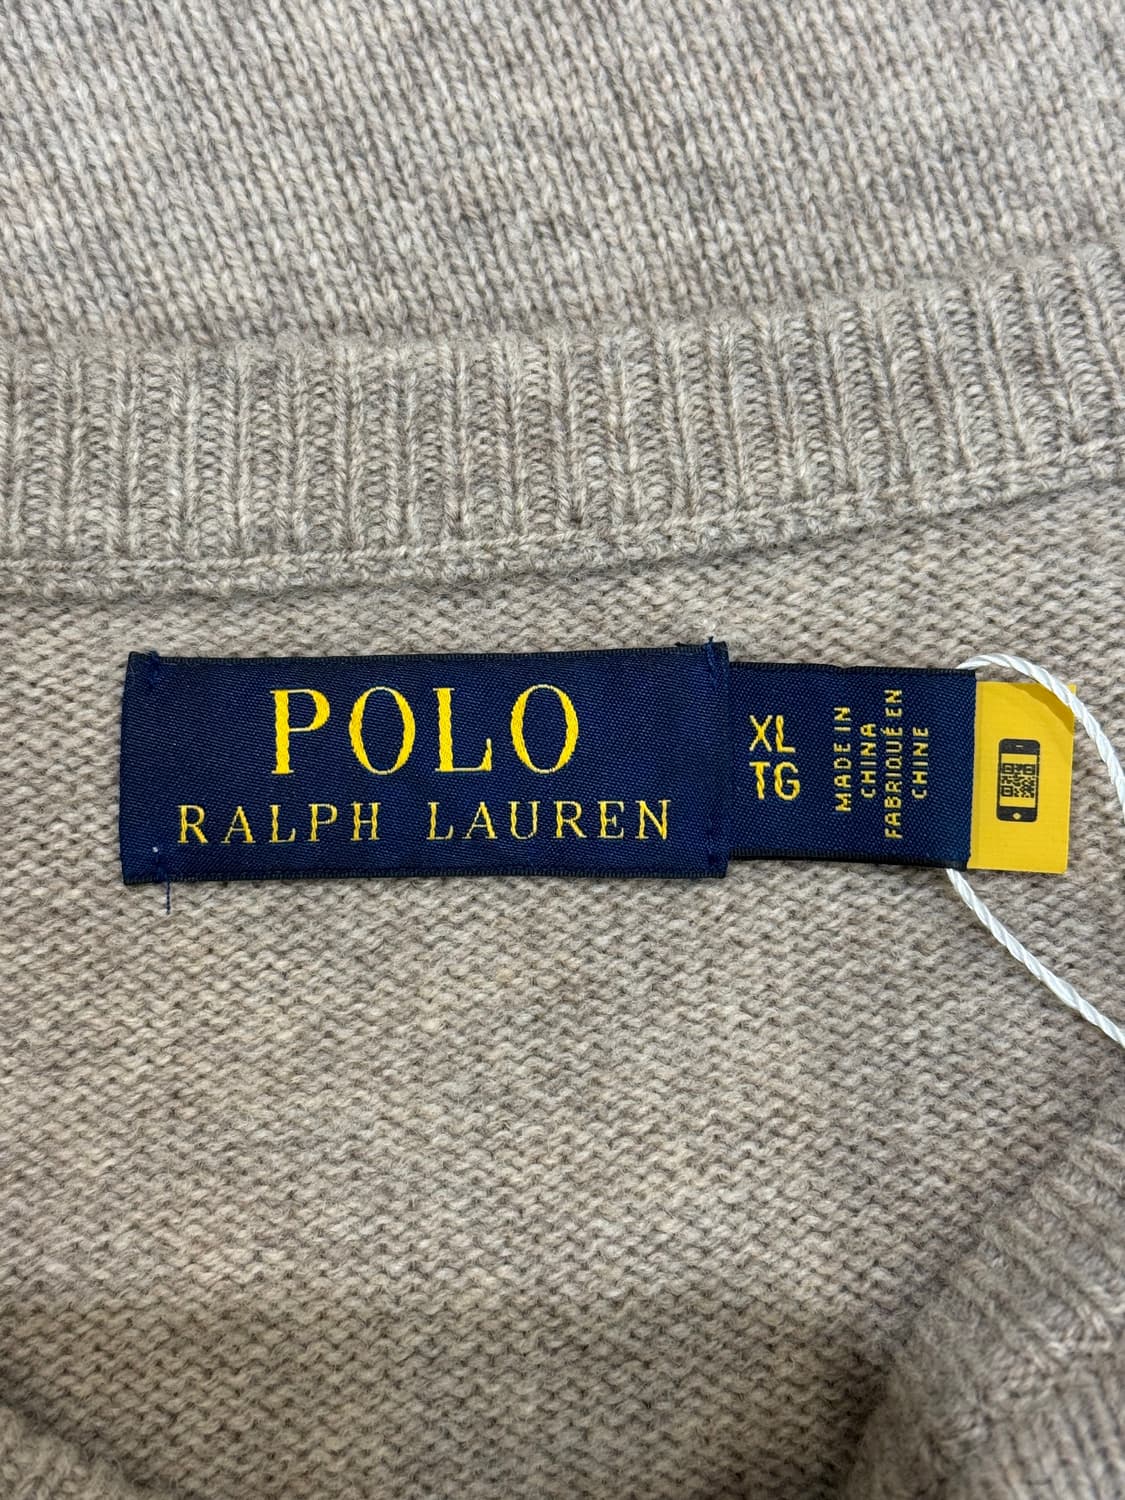 POLO
RALPH LAUREN
XL
TG
MADE IN
CHINA
FABRIQUÉ EN
CHINE